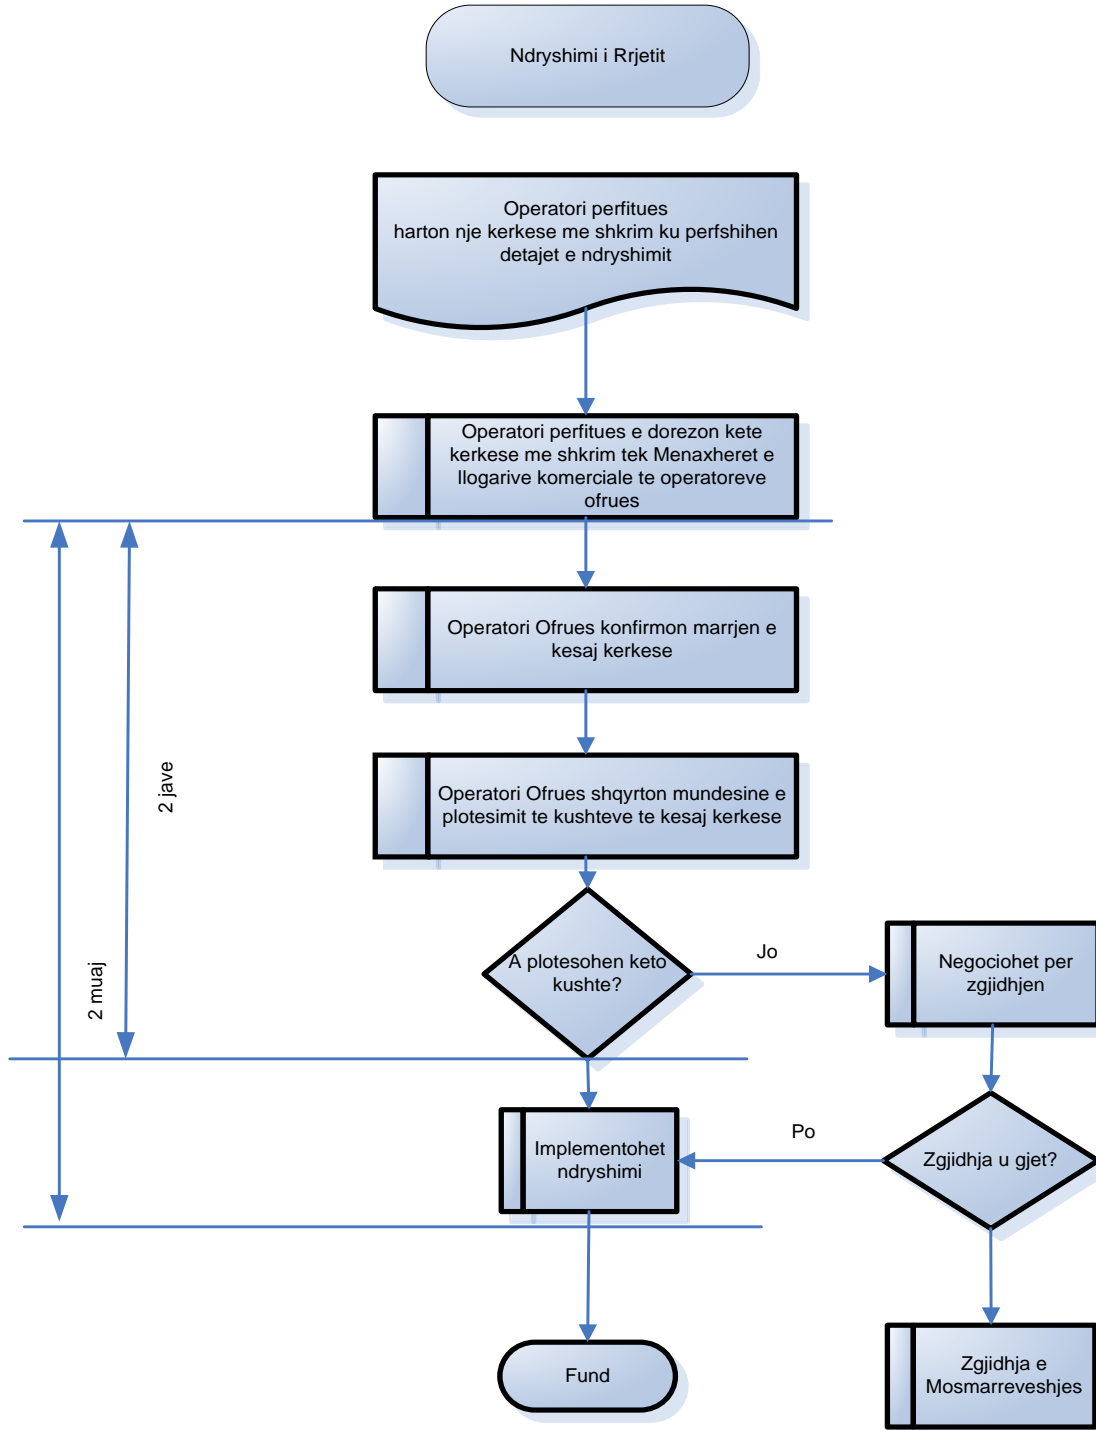 Ndryshimi i Rrjetit
Operatori perfitues
harton nje kerkese me shkrim ku perfshihen
detajet e ndryshimit
Operatori perfitues e dorezon kete
kerkese me shkrim tek Menaxheret e
llogarive komerciale te operatoreve
ofrues
Operatori Ofrues konfirmon marrjen e
kesaj kerkese
Operatori Ofrues shqyrton mundesine e
plotesimit te kushteve te kesaj kerkese
2 jave
2 muaj
A plotesohen keto
kushte?
Jo
Negociohet per
zgjidhjen
Implementohet
ndryshimi
Po
Zgjidhja u gjet?
Fund
Zgjidhja e
Mosmarreveshjes